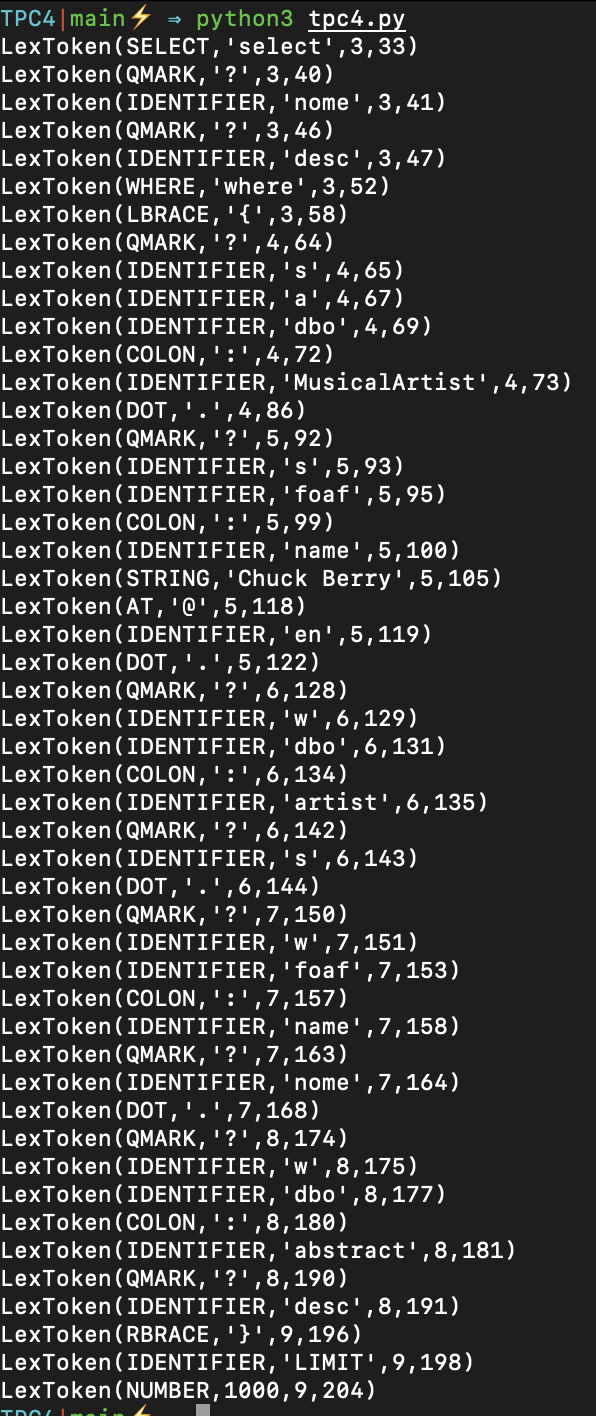 TPC4|main⚡ ⇒ python3 tpc4.py
LexToken(SELECT,'select',3,33)
LexToken(QMARK,'?',3,40)
LexToken(IDENTIFIER,'nome',3,41)
LexToken(QMARK,'?',3,46)
LexToken(IDENTIFIER,'desc',3,47)
LexToken(WHERE,'where',3,52)
LexToken(LBRACE,'{',3,58)
LexToken(QMARK,'?',4,64)
LexToken(IDENTIFIER,'s',4,65)
LexToken(IDENTIFIER,'a',4,67)
LexToken(IDENTIFIER,'dbo',4,69)
LexToken(COLON,':',4,72)
LexToken(IDENTIFIER,'MusicalArtist',4,73)
LexToken(DOT,'.',4,86)
LexToken(QMARK,'?',5,92)
LexToken(IDENTIFIER,'s',5,93)
LexToken(IDENTIFIER,'foaf',5,95)
LexToken(COLON,':',5,99)
LexToken(IDENTIFIER,'name',5,100)
LexToken(STRING,'Chuck Berry',5,105)
LexToken(AT,'@',5,118)
LexToken(IDENTIFIER,'en',5,119)
LexToken(DOT,'.',5,122)
LexToken(QMARK,'?',6,128)
LexToken(IDENTIFIER,'w',6,129)
LexToken(IDENTIFIER,'dbo',6,131)
LexToken(COLON,':',6,134)
LexToken(IDENTIFIER,'artist',6,135)
LexToken(QMARK,'?',6,142)
LexToken(IDENTIFIER,'s',6,143)
LexToken(DOT,'.',6,144)
LexToken(QMARK,'?',7,150)
LexToken(IDENTIFIER,'w',7,151)
LexToken(IDENTIFIER,'foaf',7,153)
LexToken(COLON,':',7,157)
LexToken(IDENTIFIER,'name',7,158)
LexToken(QMARK,'?',7,163)
LexToken(IDENTIFIER,'nome',7,164)
LexToken(DOT,'.',7,168)
LexToken(QMARK,'?',8,174)
LexToken(IDENTIFIER,'w',8,175)
LexToken(IDENTIFIER,'dbo',8,177)
LexToken(COLON,':',8,180)
LexToken(IDENTIFIER,'abstract',8,181)
LexToken(QMARK,'?',8,190)
LexToken(IDENTIFIER,'desc',8,191)
LexToken(RBRACE,'}',9,196)
LexToken(IDENTIFIER,'LIMIT',9,198)
LexToken(NUMBER,1000,9,204)
TPC4|main⚡